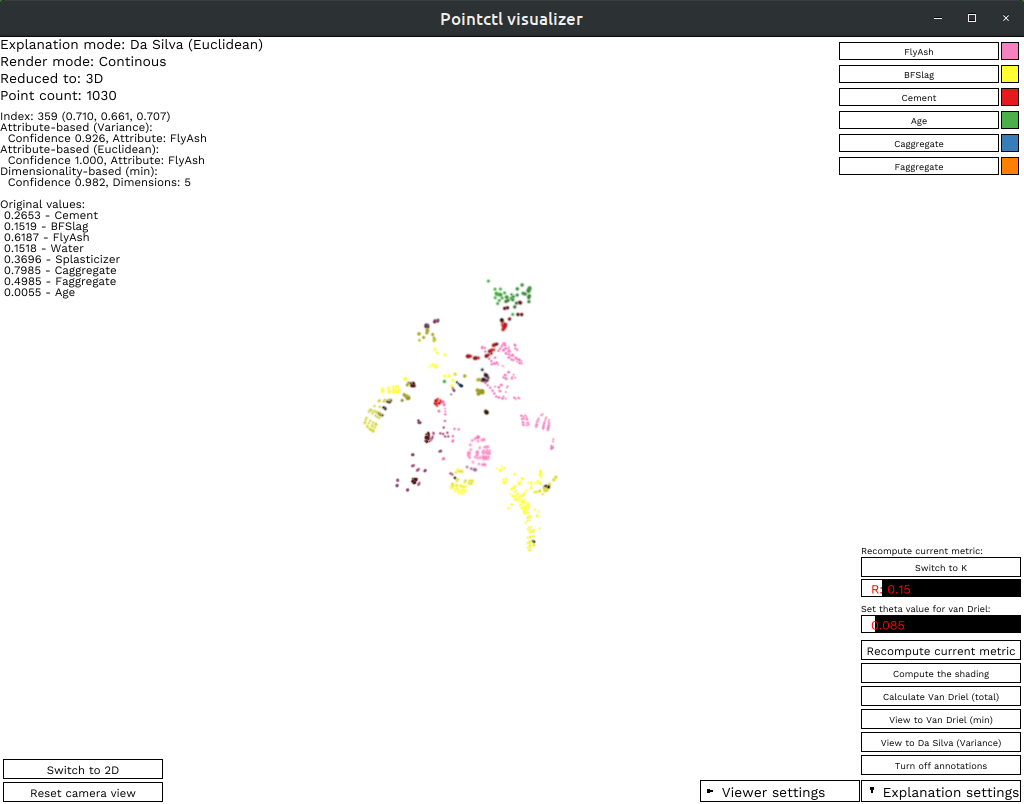 Pointctl visualizer
Explanation mode: Da Silva (Euclidean)
Render mode: Continous
Reduced to: 3D
Point count: 1030
Index: 359 (0.710, 0.661, 0.707)
Attribute-based (Variance):
Confidence 0.926, Attribute: FlyAsh
Attribute-based (Euclidean):
Confidence 1.000, Attribute: FlyAsh
Dimensionality-based (min):
Confidence 0.982, Dimensions: 5
Original values:
0.2653 - Cement
0.1519 - BFSlag
0.6187 - FlyAsh
0.1518 - Water
0.3696 - Splasticizer
0.7985 - Caggregate
0.4985 - Faggregate
0.0055 - Age
FlyAsh
BFSlag
Cement
Age
Caggregate
Faggregate
Recompute current metric:
Switch to K
R: 0.15
Set theta value for van Driel:
0.085
Recompute current metric
Compute the shading
Calculate Van Driel (total)
View to Van Driel (min)
View to Da Silva (Variance)
Turn off annotations
Switch to 2D
Reset camera view
Viewer settings
Explanation settings